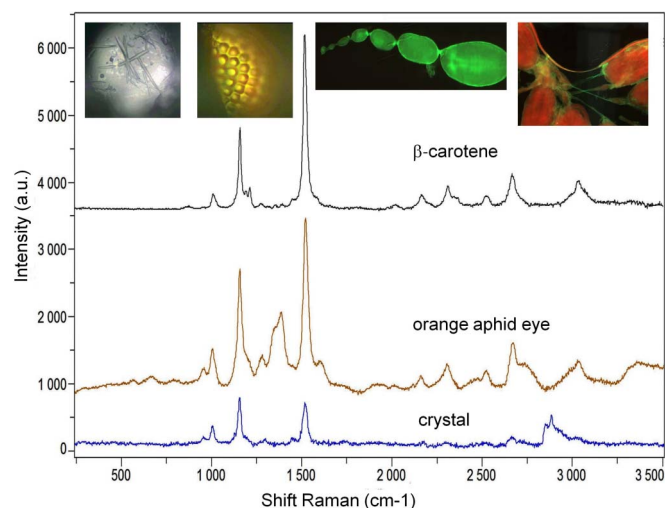 6 000
5 000
4 000
3 000
2 000
1 000
0
Intensity (a.u.)
β-carotene
orange aphid eye
crystal
500
1 000
1 500
2 000
2 500
3 000
3 500
Shift Raman (cm-1)